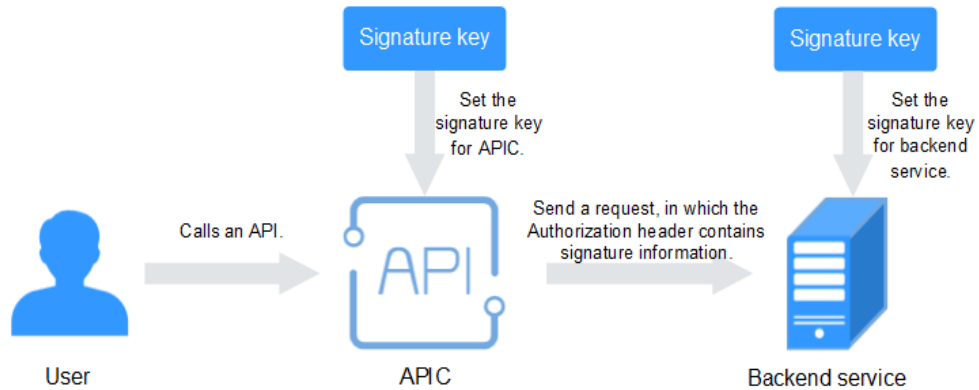 Signature key
Signature key
Set the
signature key
for APIC.
Set the
signature key
for backend
service.
Calls an API.
Send a request, in which the
Authorization header contains
signature information.
API
User
APIC
Backend service